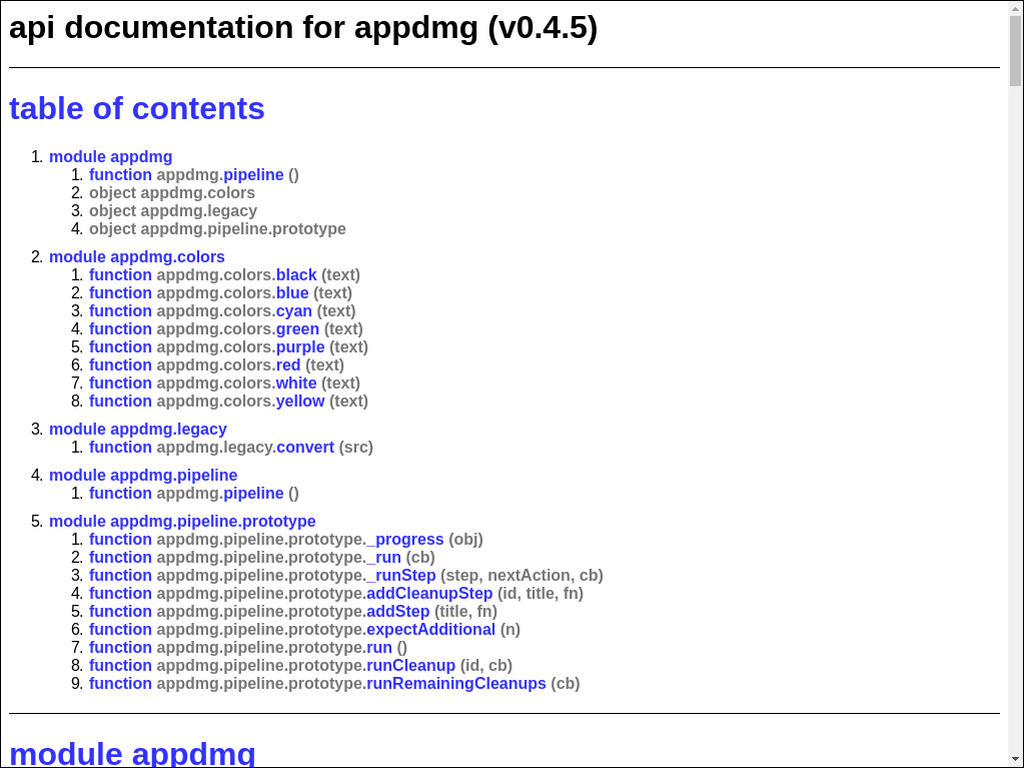 api documentation for appdmg (v0.4.5)
table of contents
1. module appdmg
1. function appdmg.pipeline ()
2. object appdmg.colors
3. object appdmg.legacy
4. object appdmg.pipeline.prototype
2. module appdmg.colors
1. function appdmg.colors.black (text)
2. function appdmg.colors.blue (text)
3. function appdmg.colors.cyan (text)
4. function appdmg.colors.green (text)
5. function appdmg.colors.purple (text)
6. function appdmg.colors.red (text)
7. function appdmg.colors.white (text)
8. function appdmg.colors.yellow (text)
3. module appdmg.legacy
1. function appdmg.legacy.convert (src)
4. module appdmg.pipeline
1. function appdmg.pipeline ()
5. module appdmg.pipeline.prototype
1. function appdmg.pipeline.prototype._progress (obj)
2. function appdmg.pipeline.prototype._run (cb)
3. function appdmg.pipeline.prototype._runStep (step, nextAction, cb)
4. function appdmg.pipeline.prototype.addCleanupStep (id, title, fn)
5. function appdmg.pipeline.prototype.addStep (title, fn)
6. function appdmg.pipeline.prototype.expectAdditional (n)
7. function appdmg.pipeline.prototype.run ()
8. function appdmg.pipeline.prototype.runCleanup (id, cb)
9. function appdmg.pipeline.prototype.runRemainingCleanups (cb)
module appdmg